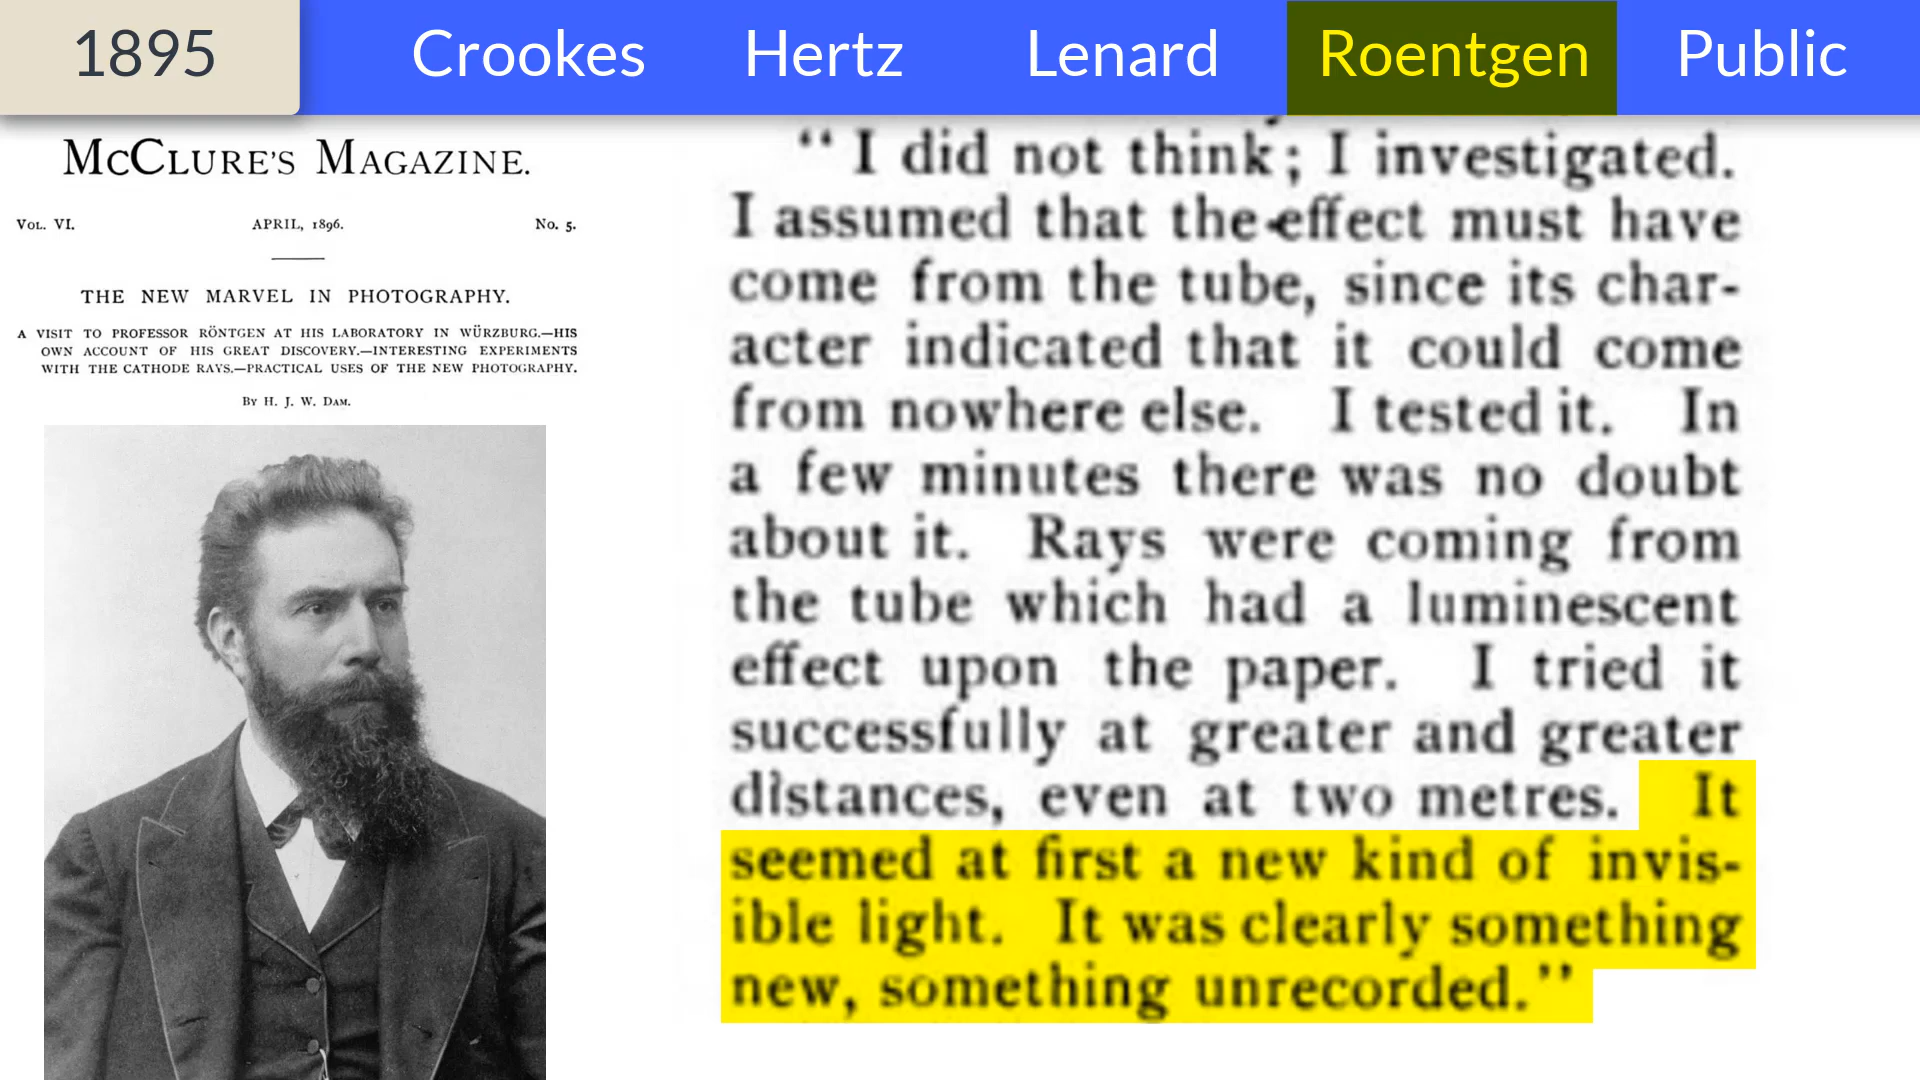 1895
Crookes
Hertz
Lenard
Roentgen
Public
McClure's Magazine.
Vol. VI.
APRIL, 1896.
No. 5.
THE NEW MARVEL IN PHOTOGRAPHY.
A VISIT TO PROFESSOR RÖNTGEN AT HIS LABORATORY IN WÜRZBURG.—HIS
OWN ACCOUNT OF HIS GREAT DISCOVERY.—INTERESTING EXPERIMENTS
WITH THE CATHODE RAYS.—PRACTICAL USES OF THE NEW PHOTOGRAPHY.
By H. J. W. Dam.
“ I did not think; I investigated.
I assumed that the effect must have
come from the tube, since its char-
acter indicated that it could come
from nowhere else. I tested it. In
a few minutes there was no doubt
about it. Rays were coming from
the tube which had a luminescent
effect upon the paper. I tried it
successfully at greater and greater
distances, even at two metres. It
seemed at first a new kind of invis-
ible light. It was clearly something
new, something unrecorded.”